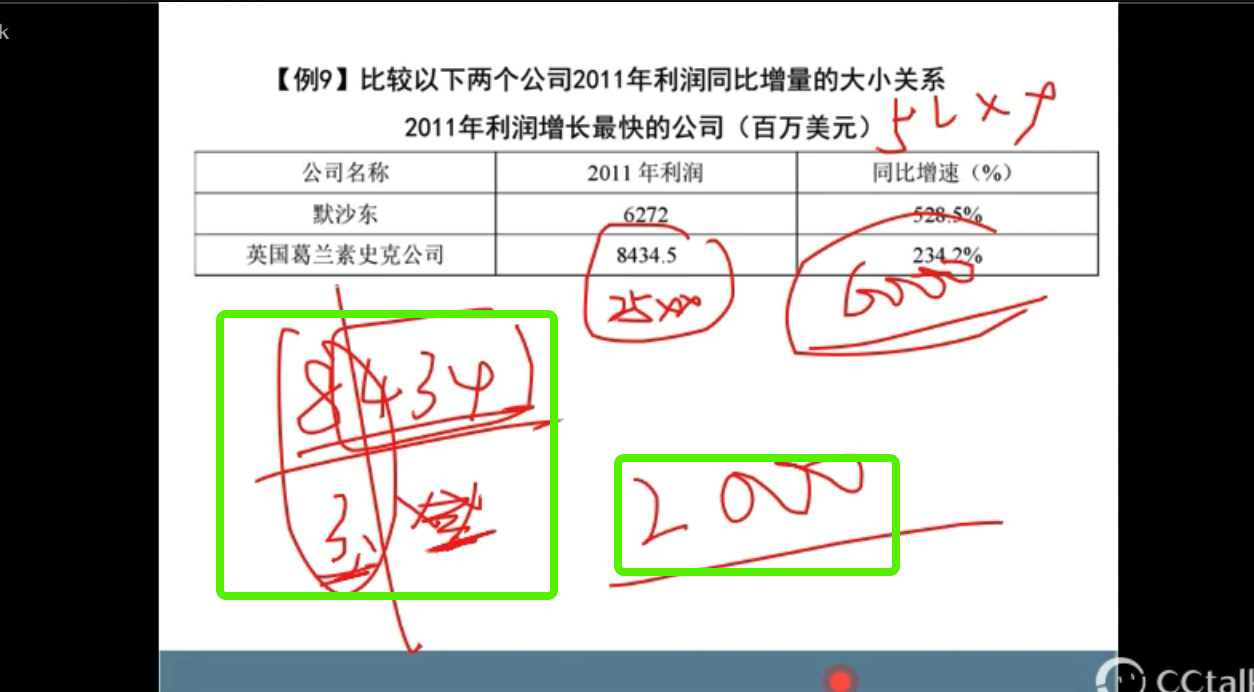 k
【例9】比较以下两个公司2011年利润同比增量的大小关系
2011年利润增长最快的公司（百万美元）
公司名称 2011 年利润 同比增速（%）
默沙东 6272 528.5%
英国葛兰素史克公司 8434.5 234.2%
6000
8434
3
2000
CCtalk